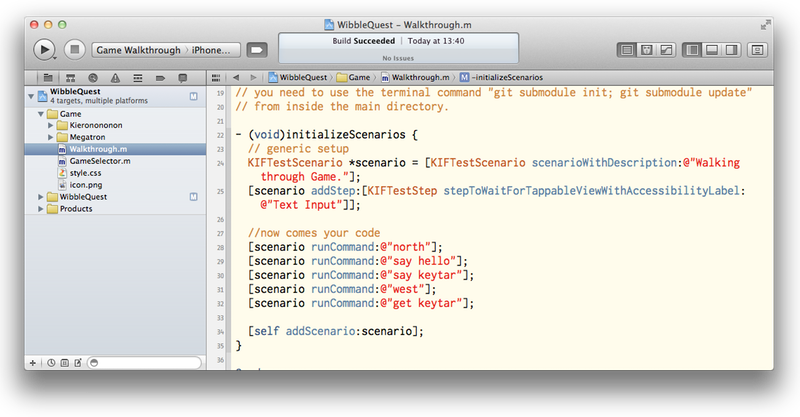 WibbleQuest - Walkthrough.m
Game Walkthrough 〉iPhone...
Build Succeeded | Today at 13:40
No Issues
WibbleQuest 〉Game 〉Walkthrough.m 〉M -initializeScenarios
WibbleQuest
4 targets, multiple platforms
M
Game
Kieronononon
Megatron
Walkthrough.m
GameSelector.m
style.css
icon.png
WibbleQuest
M
Products
19 // you need to use the terminal command "git submodule init; git submodule update"
20 // from inside the main directory.
21
22 - (void)initializeScenarios {
23 // generic setup
24 KIFTestScenario *scenario = [KIFTestScenario scenarioWithDescription:@"Walking
through Game."];
25 [scenario addStep:[KIFTestStep stepToWaitForTappableViewWithAccessibilityLabel:
@"Text Input"]];
26
27 //now comes your code
28 [scenario runCommand:@"north"];
29 [scenario runCommand:@"say hello"];
30 [scenario runCommand:@"say keytar"];
31 [scenario runCommand:@"west"];
32 [scenario runCommand:@"get keytar"];
33
34 [self addScenario:scenario];
35 }
36